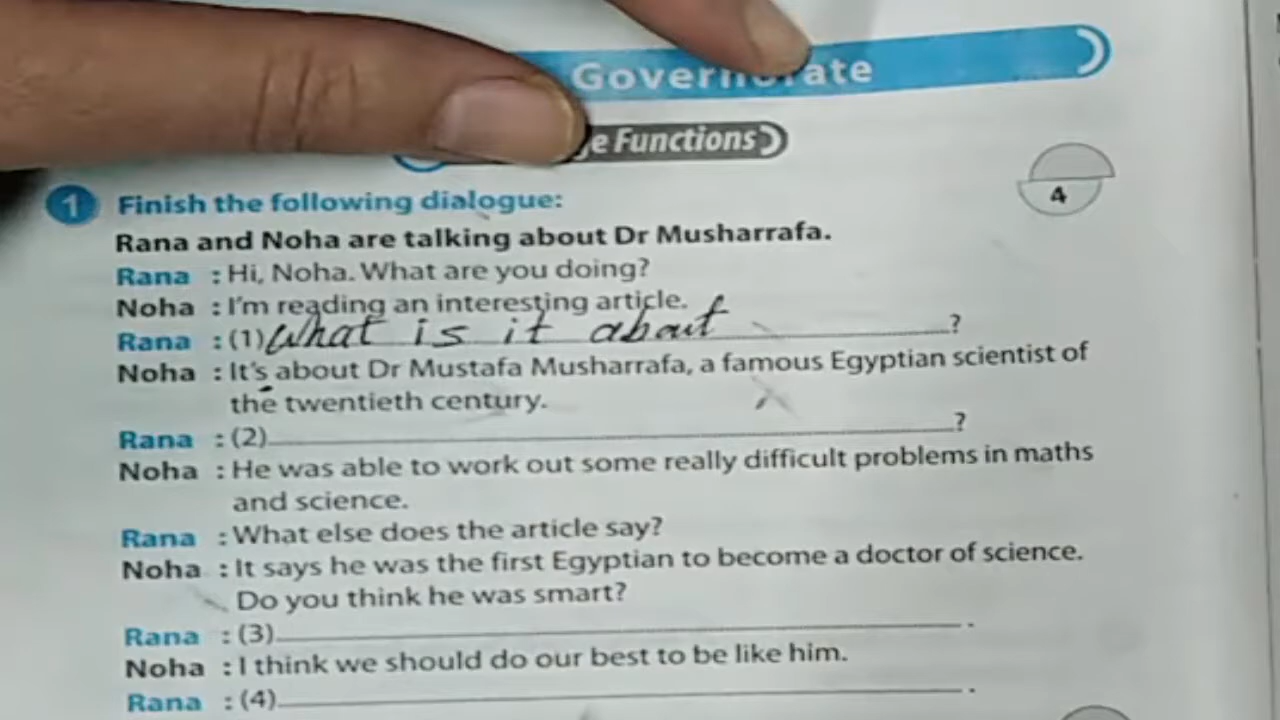 Governorate
Functions
1 Finish the following dialogue:
4
Rana and Noha are talking about Dr Musharrafa.
Rana : Hi, Noha. What are you doing?
Noha : I'm reading an interesting article.
Rana : (1) What is it about ?
Noha : It's about Dr Mustafa Musharrafa, a famous Egyptian scientist of
the twentieth century.
Rana : (2) ?
Noha : He was able to work out some really difficult problems in maths
and science.
Rana : What else does the article say?
Noha : It says he was the first Egyptian to become a doctor of science.
Do you think he was smart?
Rana : (3) .
Noha : I think we should do our best to be like him.
Rana : (4) .